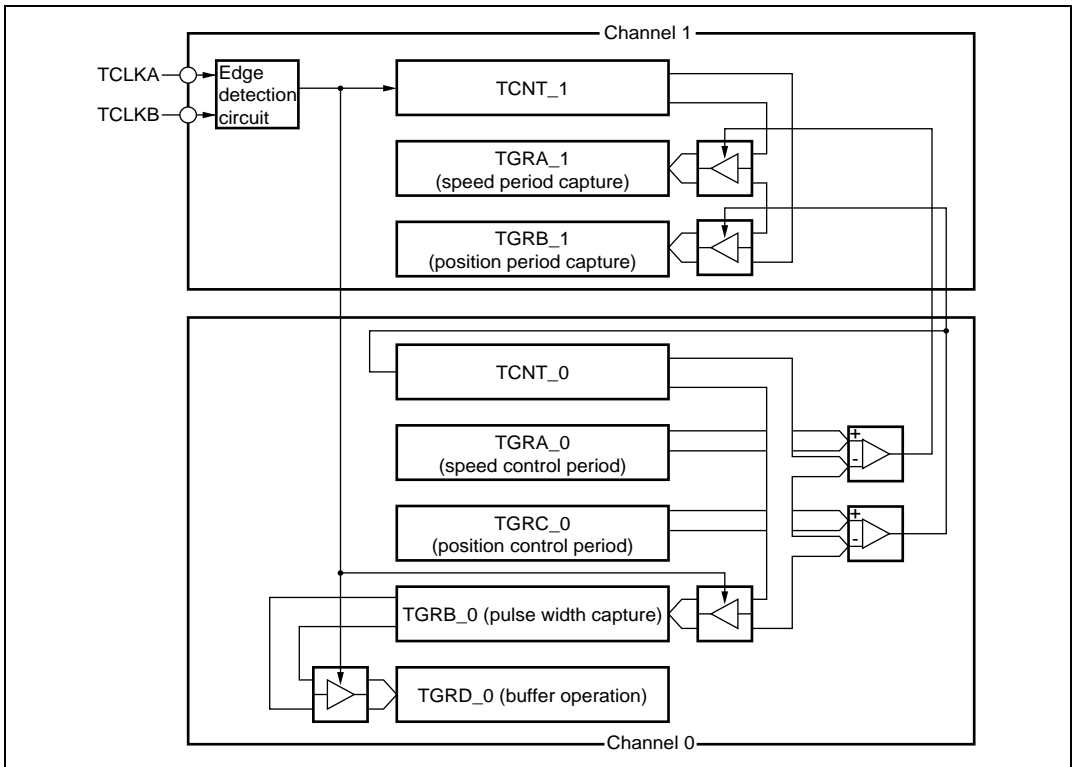 Channel 1
TCLKA
TCLKB
Edge
detection
circuit
TCNT_1
TGRA_1
(speed period capture)
TGRB_1
(position period capture)
TCNT_0
TGRA_0
(speed control period)
+
-
TGRC_0
(position control period)
+
-
TGRB_0 (pulse width capture)
TGRD_0 (buffer operation)
Channel 0